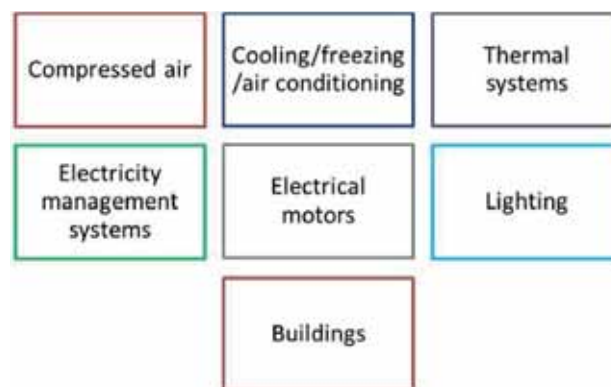 Compressed air
Cooling/freezing
/air conditioning
Thermal
systems
Electricity
management
systems
Electrical
motors
Lighting
Buildings